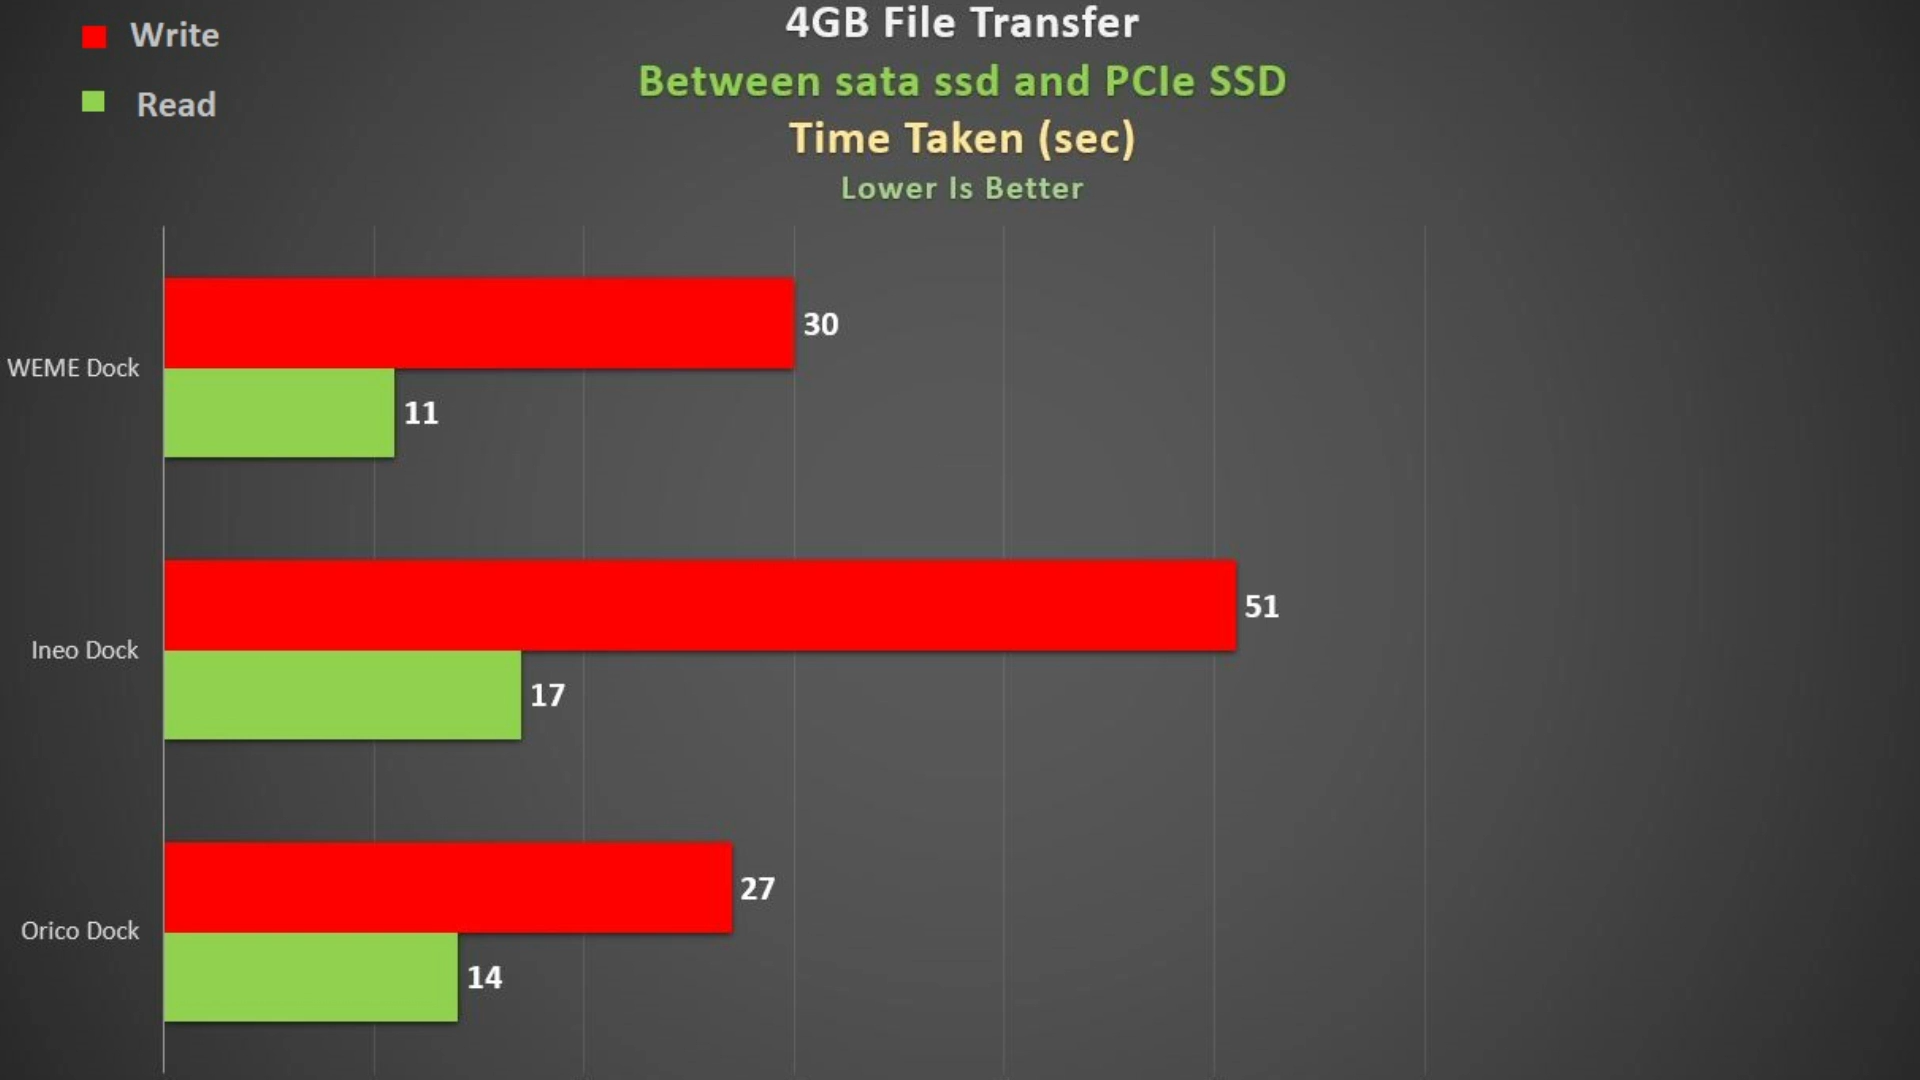 Write
Read
4GB File Transfer
Between sata ssd and PCIe SSD
Time Taken (sec)
Lower Is Better
WEME Dock
30
11
Ineo Dock
51
17
Orico Dock
27
14